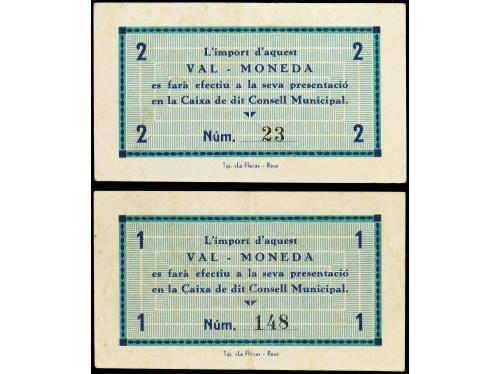 2 2
L'import d'aquest
VAL - MONEDA
es farà efectiu a la seva presentació
en la Caixa de dit Consell Municipal.
2 Núm. 23 2
Tip. «La Fleca» - Reus
1 1
L'import d'aquest
VAL - MONEDA
es farà efectiu a la seva presentació
en la Caixa de dit Consell Municipal.
1 Núm. 148 1
Tip. «La Fleca» - Reus